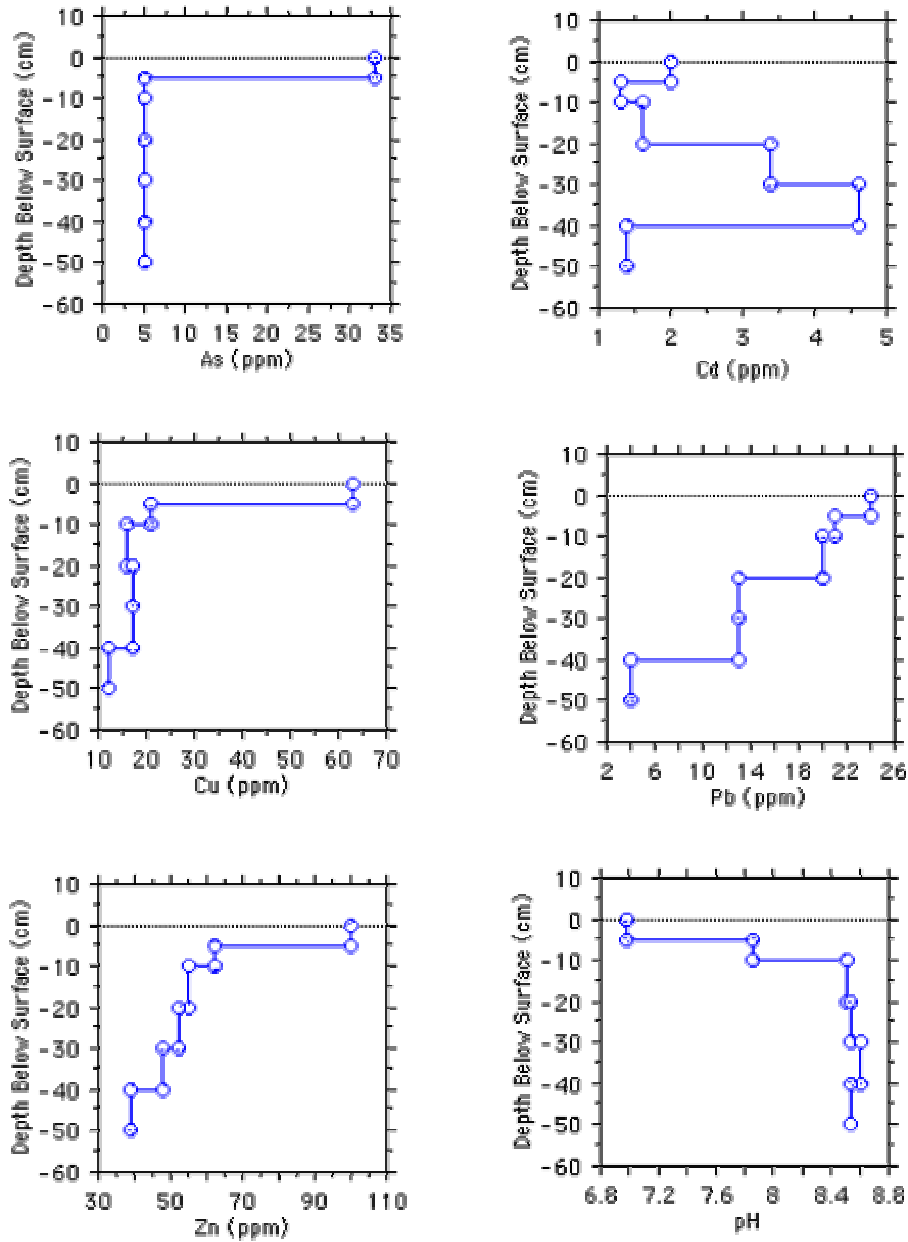 Depth Below Surface (cm)
10
0
-10
-20
-30
-40
-50
-60
0 5 10 15 20 25 30 35
As (ppm)
Depth Below Surface (cm)
10
0
-10
-20
-30
-40
-50
-60
1 2 3 4 5
Cd (ppm)
Depth Below Surface (cm)
10
0
-10
-20
-30
-40
-50
-60
10 20 30 40 50 60 70
Cu (ppm)
Depth Below Surface (cm)
10
0
-10
-20
-30
-40
-50
-60
2 6 10 14 18 22 26
Pb (ppm)
Depth Below Surface (cm)
10
0
-10
-20
-30
-40
-50
-60
30 50 70 90 110
Zn (ppm)
Depth Below Surface (cm)
10
0
-10
-20
-30
-40
-50
-60
6.8 7.2 7.6 8 8.4 8.8
pH